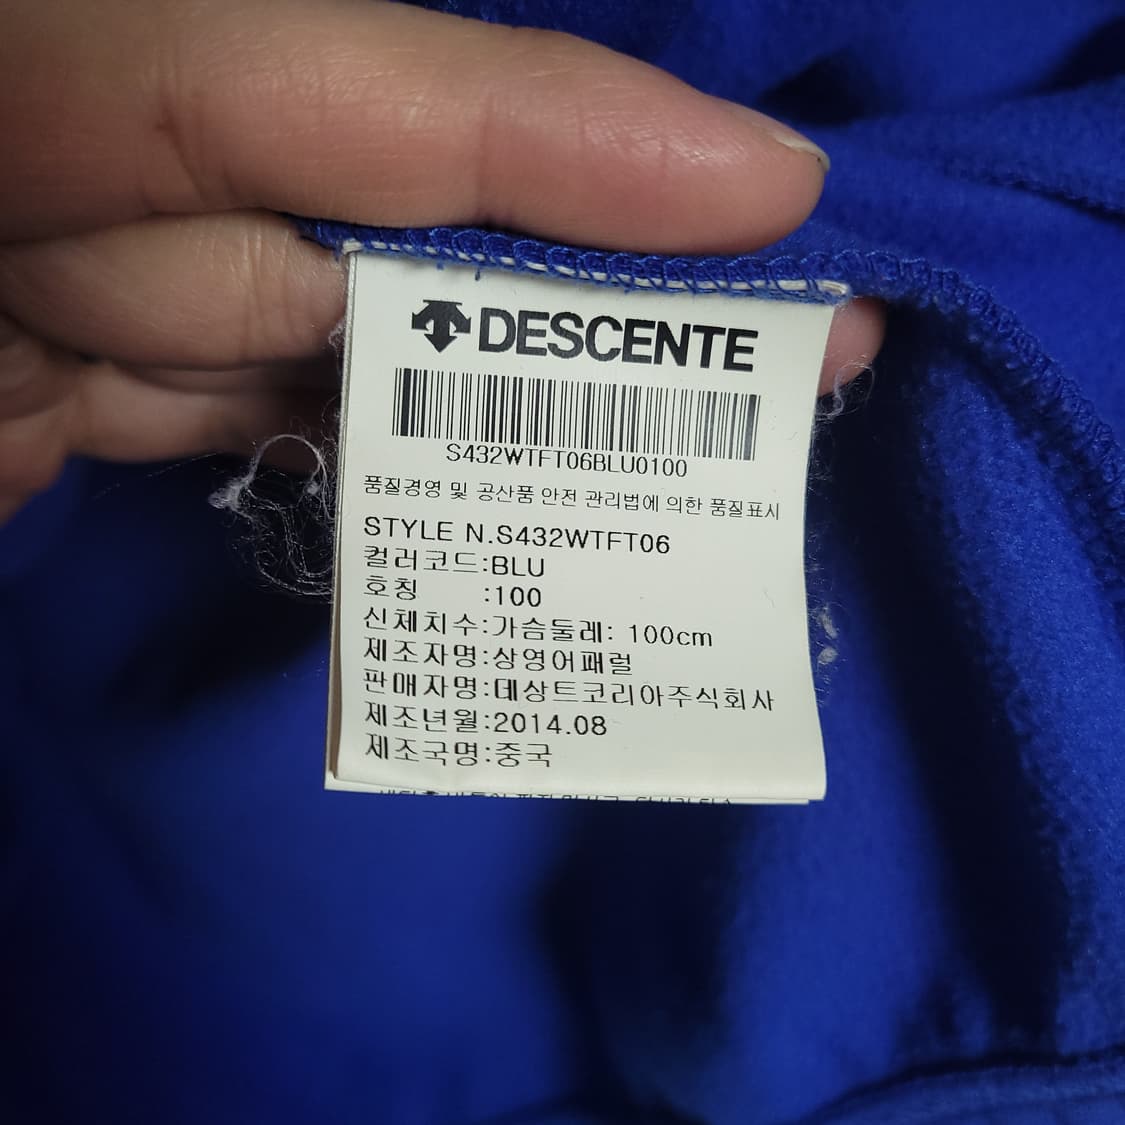 DESCENTE
S432WTFT06BLU0100
품질경영 및 공산품 안전 관리법에 의한 품질표시
STYLE N.S432WTFT06
컬러코드:BLU
호칭 :100
신체치수:가슴둘레: 100cm
제조자명:상영어패럴
판매자명:데상트코리아주식회사
제조년월:2014.08
제조국명:중국